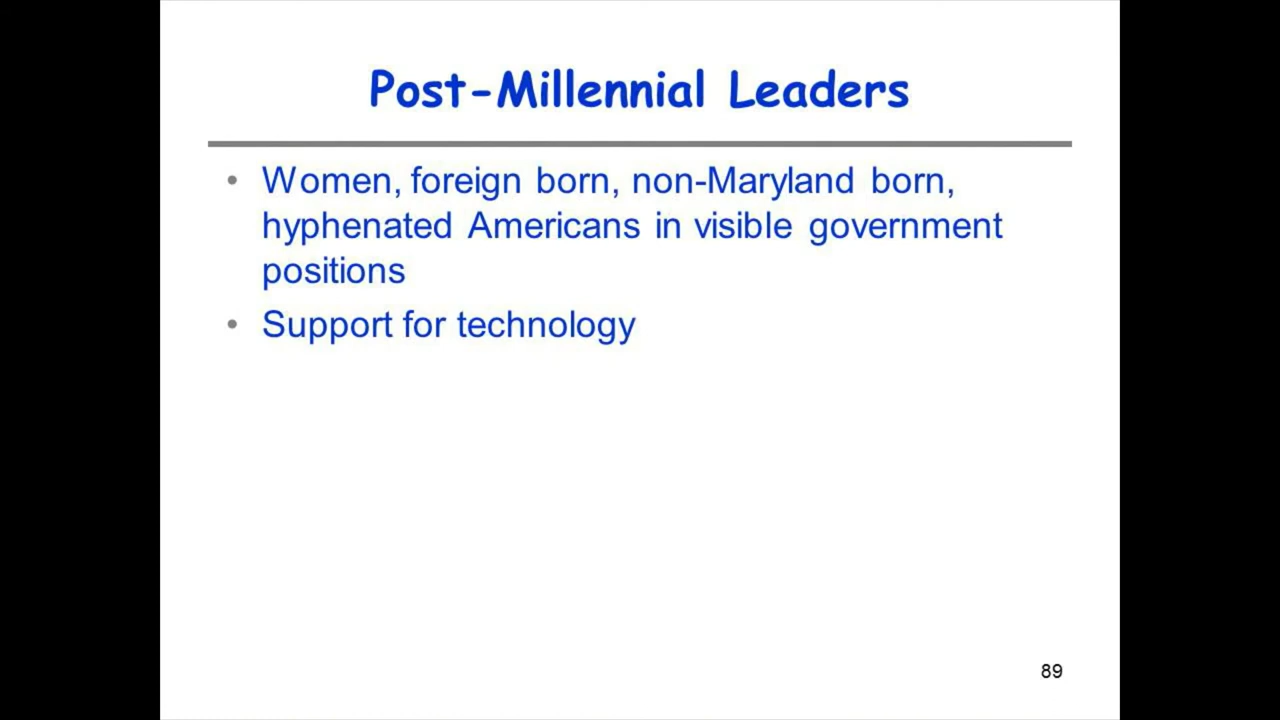 Post-Millennial Leaders
• Women, foreign born, non-Maryland born,
hyphenated Americans in visible government
positions
• Support for technology
89